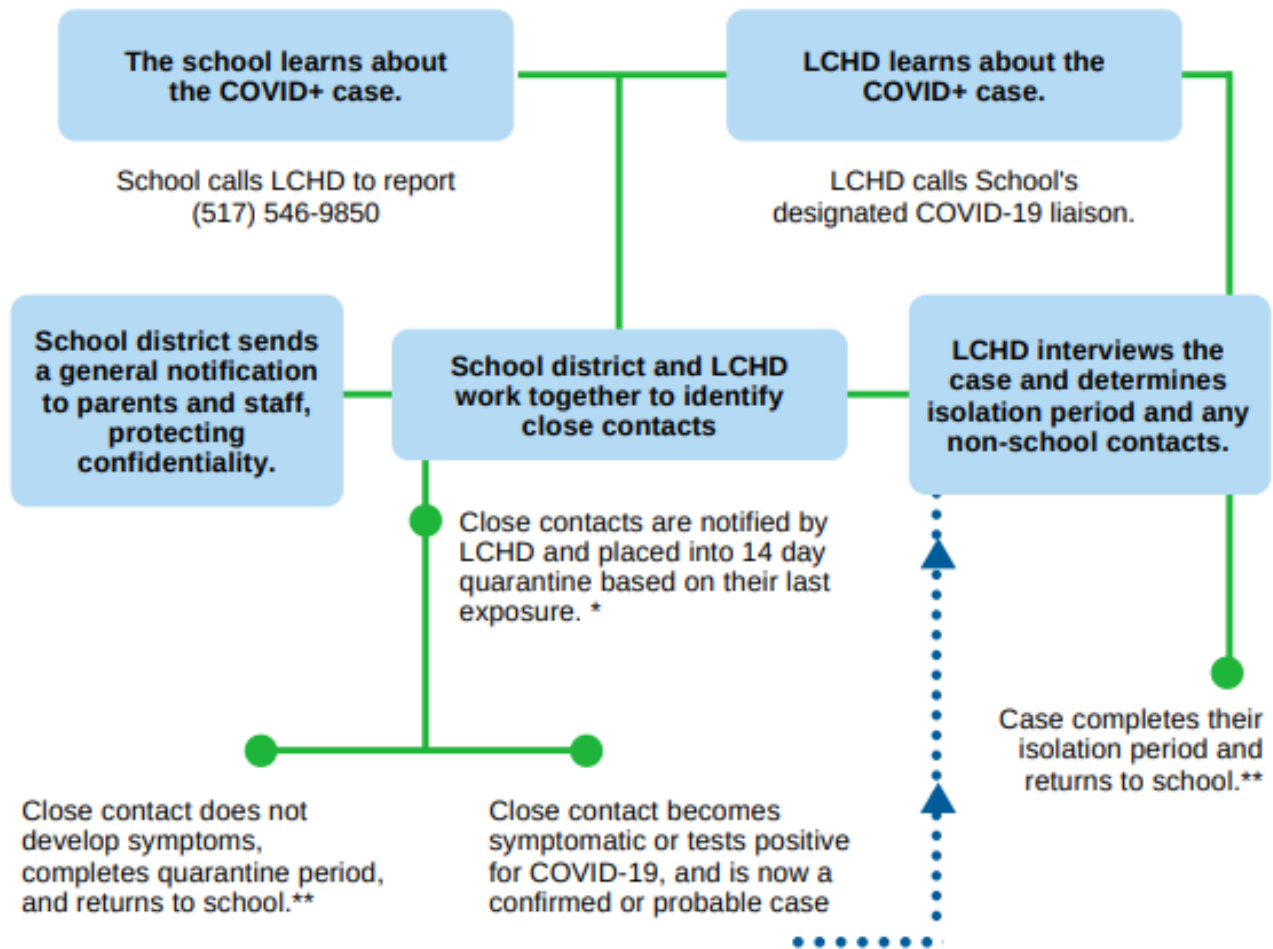 The school learns about
the COVID+ case.
LCHD learns about the
COVID+ case.
School calls LCHD to report
(517) 546-9850
LCHD calls School's
designated COVID-19 liaison.
School district sends
a general notification
to parents and staff,
protecting
confidentiality.
School district and LCHD
work together to identify
close contacts
LCHD interviews the
case and determines
isolation period and any
non-school contacts.
Close contacts are notified by
LCHD and placed into 14 day
quarantine based on their last
exposure. *
Case completes their
isolation period and
returns to school.**
Close contact does not
develop symptoms,
completes quarantine period,
and returns to school.**
Close contact becomes
symptomatic or tests positive
for COVID-19, and is now a
confirmed or probable case